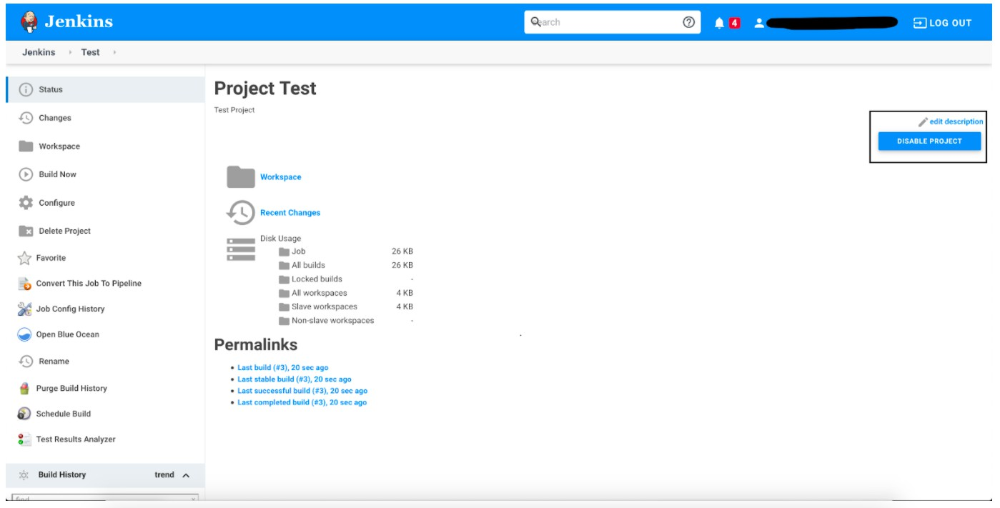 Jenkins
Search
4
LOG OUT
Jenkins
Test
Status
Changes
Workspace
Build Now
Configure
Delete Project
Favorite
Convert This Job To Pipeline
Job Config History
Open Blue Ocean
Rename
Purge Build History
Schedule Build
Test Results Analyzer
Build History trend
find
Project Test
Test Project
edit description
DISABLE PROJECT
Workspace
Recent Changes
Disk Usage
Job 26 KB
All builds 26 KB
Locked builds -
All workspaces 4 KB
Slave workspaces 4 KB
Non-slave workspaces -
Permalinks
Last build (#3), 20 sec ago
Last stable build (#3), 20 sec ago
Last successful build (#3), 20 sec ago
Last completed build (#3), 20 sec ago